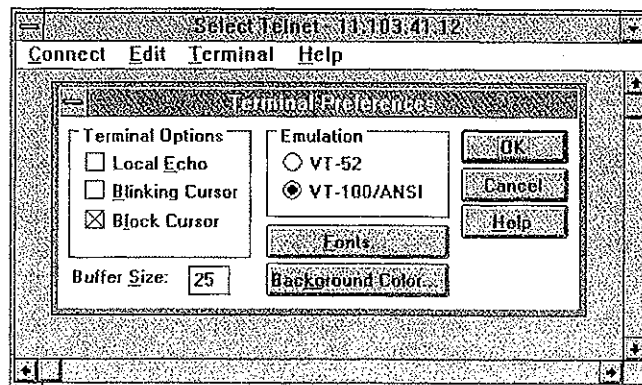 Select Telnet 11.103.41.12
Connect Edit Terminal Help
Terminal Preferences
Terminal Options
Local Echo
Blinking Cursor
Block Cursor
Buffer Size: 25
Emulation
VT-52
VT-100/ANSI
Fonts...
Background Color...
OK
Cancel
Help